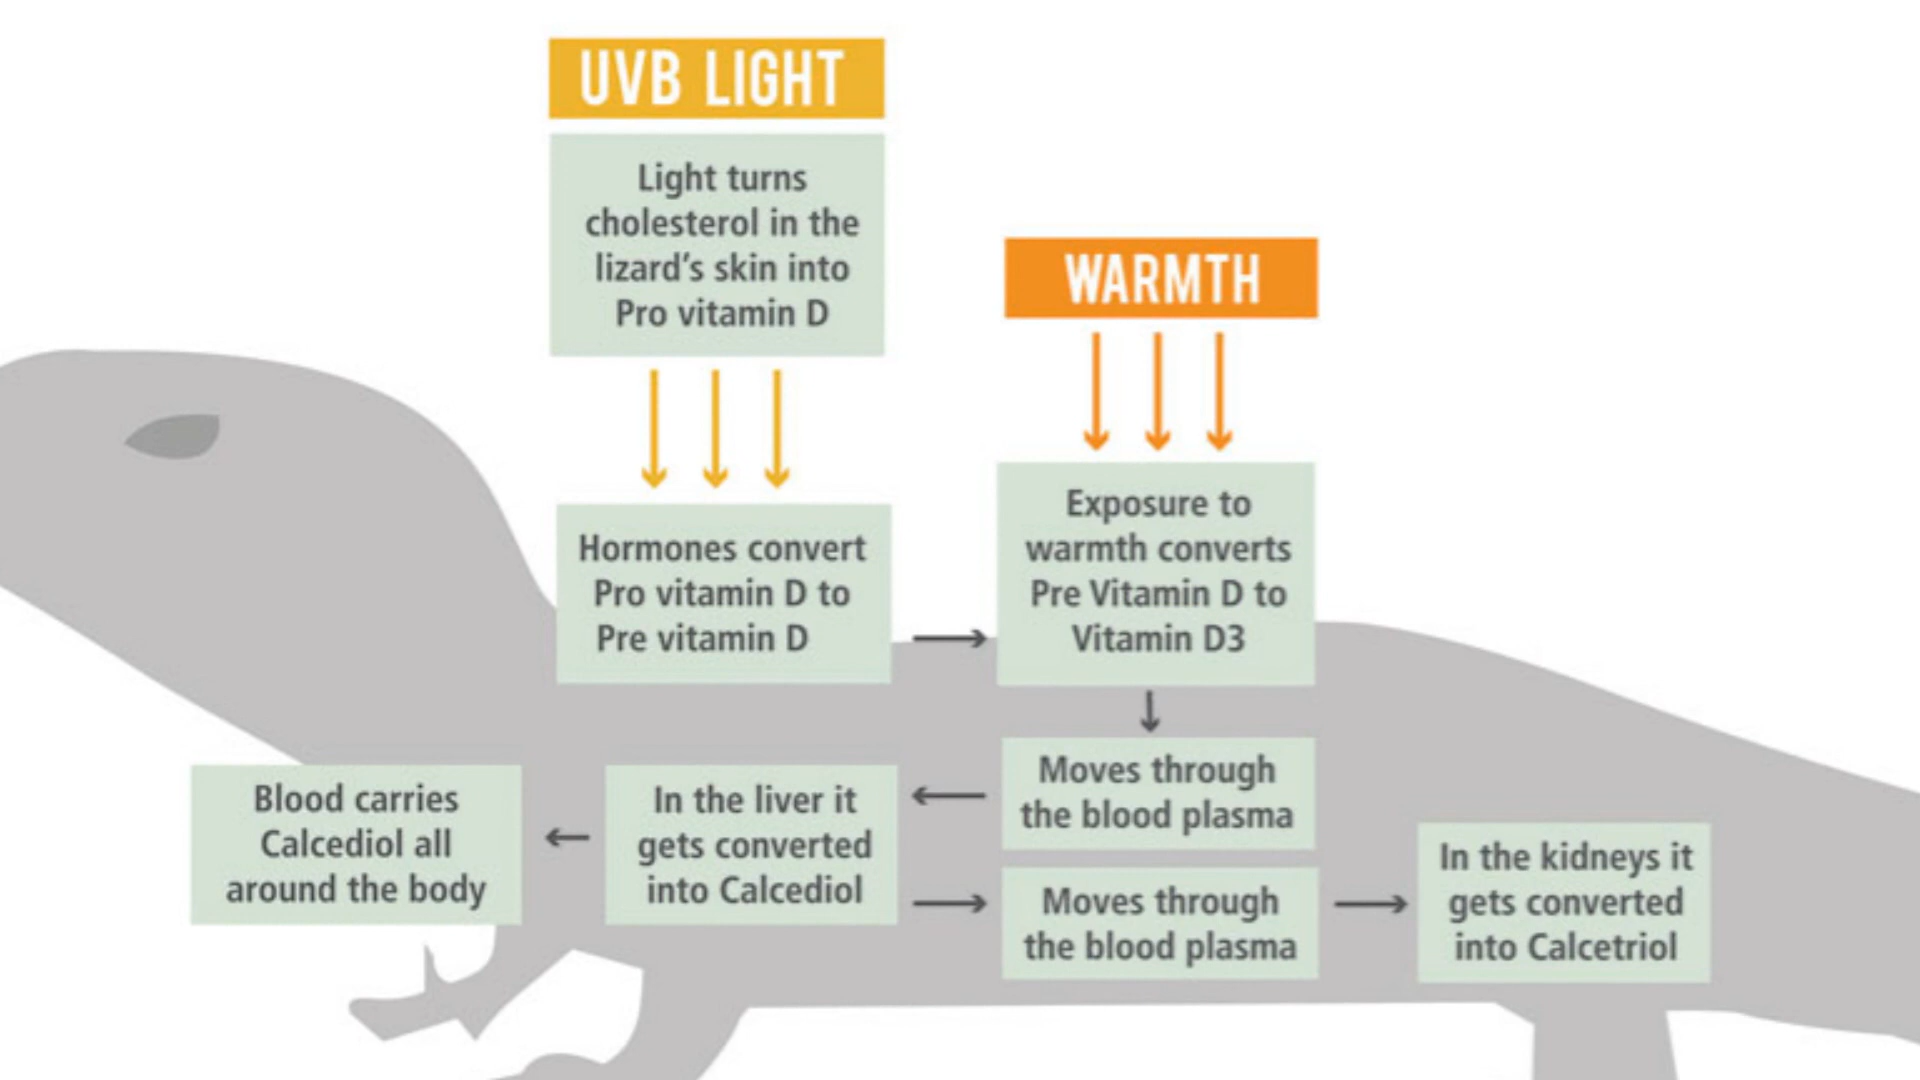 UVB LIGHT
Light turns
cholesterol in the
lizard's skin into
Pro vitamin D
WARMTH
Hormones convert
Pro vitamin D to
Pre vitamin D
Exposure to
warmth converts
Pre Vitamin D to
Vitamin D3
Moves through
the blood plasma
In the liver it
gets converted
into Calcediol
Blood carries
Calcediol all
around the body
Moves through
the blood plasma
In the kidneys it
gets converted
into Calcetriol